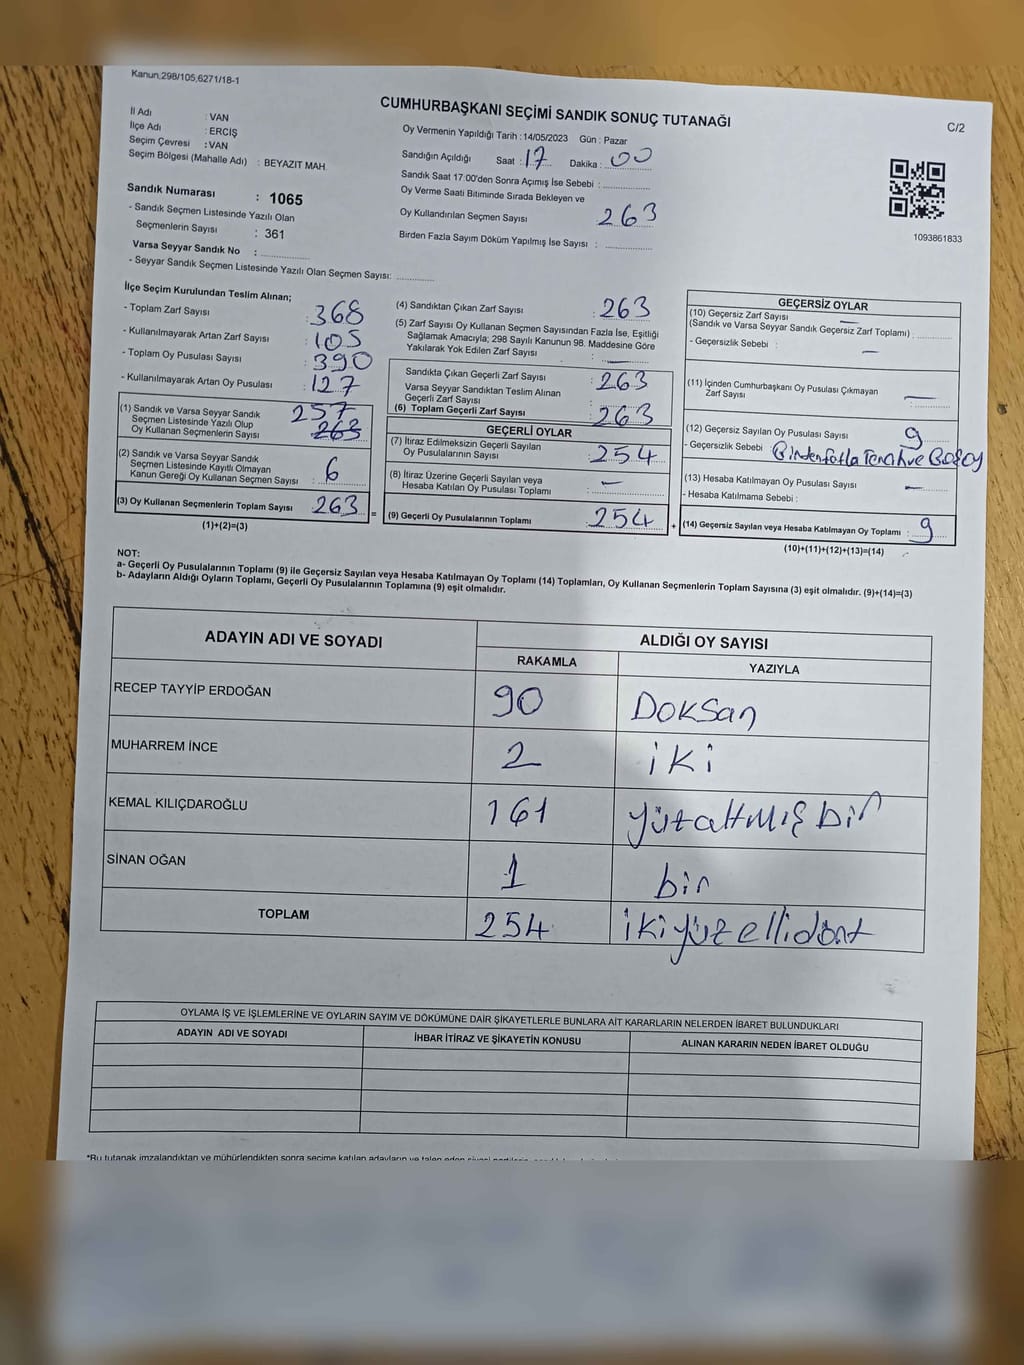 Kanun.298/105,6271/18-1
CUMHURBAŞKANI SEÇİMİ SANDIK SONUÇ TUTANAĞI
C/2
İl Adı : VAN
İlçe Adı : ERCİŞ
Seçim Çevresi : VAN
Seçim Bölgesi (Mahalle Adı) : BEYAZIT MAH.
Sandık Numarası : 1065
- Sandık Seçmen Listesinde Yazılı Olan
Seçmenlerin Sayısı : 361
Varsa Seyyar Sandık No :
- Seyyar Sandık Seçmen Listesinde Yazılı Olan Seçmen Sayısı:
Oy Vermenin Yapıldığı Tarih : 14/05/2023 Gün : Pazar
Sandığın Açıldığı Saat : 17 Dakika : 00
Sandık Saat 17:00'den Sonra Açımış İse Sebebi :
Oy Verme Saati Bitiminde Sırada Bekleyen ve
Oy Kullandırılan Seçmen Sayısı 263
Birden Fazla Sayım Döküm Yapılmış İse Sayısı :
1093861833
İlçe Seçim Kurulundan Teslim Alınan;
- Toplam Zarf Sayısı : 368
- Kullanılmayarak Artan Zarf Sayısı : 105
- Toplam Oy Pusulası Sayısı : 390
- Kullanılmayarak Artan Oy Pusulası : 127
(1) Sandık ve Varsa Seyyar Sandık 257
Seçmen Listesinde Yazılı Olup
Oy Kullanan Seçmenlerin Sayısı 263
(2) Sandık ve Varsa Seyyar Sandık
Seçmen Listesinde Kayıtlı Olmayan
Kanun Gereği Oy Kullanan Seçmen Sayısı : 6
(3) Oy Kullanan Seçmenlerin Toplam Sayısı : 263
(1)+(2)=(3)
=
(4) Sandıktan Çıkan Zarf Sayısı : 263
(5) Zarf Sayısı Oy Kullanan Seçmen Sayısından Fazla İse, Eşitliği
Sağlamak Amacıyla; 298 Sayılı Kanunun 98. Maddesine Göre
Yakılarak Yok Edilen Zarf Sayısı : —
Sandıkta Çıkan Geçerli Zarf Sayısı : 263
Varsa Seyyar Sandıktan Teslim Alınan
Geçerli Zarf Sayısı :
(6) Toplam Geçerli Zarf Sayısı : 263
GEÇERLİ OYLAR
(7) İtiraz Edilmeksizin Geçerli Sayılan
Oy Pusulalarının Sayısı : 254
(8) İtiraz Üzerine Geçerli Sayılan veya
Hesaba Katılan Oy Pusulası Toplamı : —
(9) Geçerli Oy Pusulalarının Toplamı : 254
+
GEÇERSİZ OYLAR
(10) Geçersiz Zarf Sayısı —
(Sandık ve Varsa Seyyar Sandık Geçersiz Zarf Toplamı) :
- Geçersizlik Sebebi : —
(11) İçinden Cumhurbaşkanı Oy Pusulası Çıkmayan
Zarf Sayısı : —
(12) Geçersiz Sayılan Oy Pusulası Sayısı : 9
- Geçersizlik Sebebi :
(13) Hesaba Katılmayan Oy Pusulası Sayısı : —
- Hesaba Katılmama Sebebi :
(14) Geçersiz Sayılan veya Hesaba Katılmayan Oy Toplamı : 9
(10)+(11)+(12)+(13)=(14)
NOT:
a- Geçerli Oy Pusulalarının Toplamı (9) ile Geçersiz Sayılan veya Hesaba Katılmayan Oy Toplamı (14) Toplamları, Oy Kullanan Seçmenlerin Toplam Sayısına (3) eşit olmalıdır. (9)+(14)=(3)
b- Adayların Aldığı Oyların Toplamı, Geçerli Oy Pusulalarının Toplamına (9) eşit olmalıdır.
ADAYIN ADI VE SOYADI ALDIĞI OY SAYISI
RAKAMLA YAZIYLA
RECEP TAYYİP ERDOĞAN 90 Doksan
MUHARREM İNCE 2 iki
KEMAL KILIÇDAROĞLU 161 yüzaltmış bir
SİNAN OĞAN 1 bir
TOPLAM 254 ikiyüzellidört
OYLAMA İŞ VE İŞLEMLERİNE VE OYLARIN SAYIM VE DÖKÜMÜNE DAİR ŞİKAYETLERLE BUNLARA AİT KARARLARIN NELERDEN İBARET BULUNDUKLARI
ADAYIN ADI VE SOYADI İHBAR İTİRAZ VE ŞİKAYETİN KONUSU ALINAN KARARIN NEDEN İBARET OLDUĞU
*Bu tutanak imzalandıktan ve mühürlendikten sonra seçime katılan adayların ve talep eden siyasi partilerin